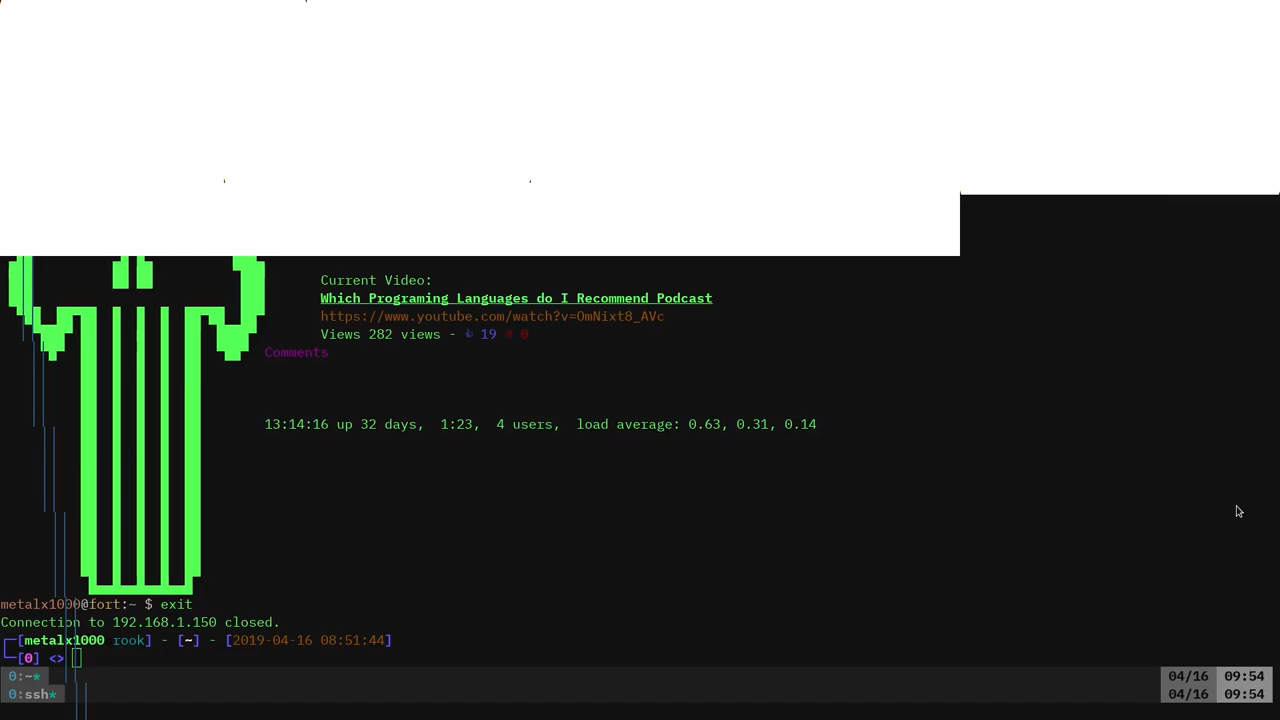 Current Video:
Which Programing Languages do I Recommend Podcast
https://www.youtube.com/watch?v=OmNixt8_AVc
Views 282 views - 19 0
Comments
13:14:16 up 32 days,  1:23,  4 users,  load average: 0.63, 0.31, 0.14
metalx1000@fort:~ $ exit
Connection to 192.168.1.150 closed.
[metalx1000 rook] - [~] - [2019-04-16 08:51:44]
[0] <>
0:~* 04/16 09:54
0:ssh* 04/16 09:54